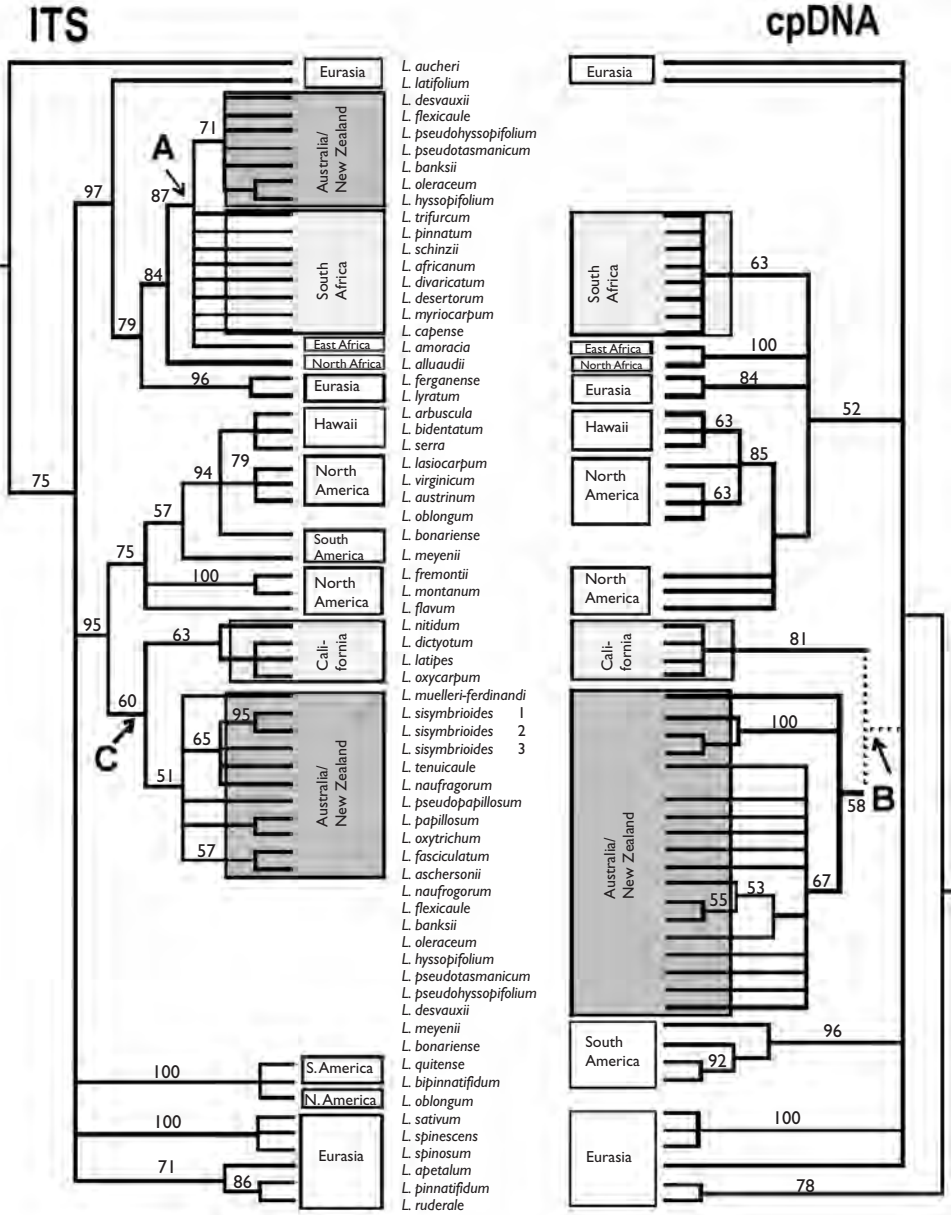 ITS
cpDNA
Eurasia
L. aucheri
L. latifolium
Eurasia
L. desvauxii
L. flexicaule
L. pseudohyssopifolium
L. pseudotasmanicum
L. banksii
L. oleraceum
L. hyssopifolium
Australia/
New Zealand
71
A
97
87
L. trifurcum
L. pinnatum
L. schinzii
L. africanum
L. divaricatum
L. desertorum
L. myriocarpum
L. capense
South
Africa
South
Africa
63
84
79
East Africa
L. amoracia
East Africa
North Africa
L. alluaudii
North Africa
100
96
Eurasia
L. ferganense
L. lyratum
Eurasia
84
Hawaii
L. arbuscula
L. bidentatum
L. serra
Hawaii
63
52
75
94
79
North
America
L. lasiocarpum
L. virginicum
L. austrinum
L. oblongum
North
America
63
85
57
South
America
L. bonariense
L. meyenii
75
100
North
America
L. fremontii
L. montanum
L. flavum
North
America
95
63
Cali-
fornia
L. nitidum
L. dictyotum
L. latipes
L. oxycarpum
Cali-
fornia
81
60
C
95
65
51
57
Australia/
New Zealand
L. muelleri-ferdinandi
L. sisymbrioides 1
L. sisymbrioides 2
L. sisymbrioides 3
L. tenuicaule
L. naufragorum
L. pseudopapillosum
L. papillosum
L. oxytrichum
L. fasciculatum
L. aschersonii
L. naufrogorum
L. flexicaule
L. banksii
L. oleraceum
L. hyssopifolium
L. pseudotasmanicum
L. pseudohyssopifolium
L. desvauxii
Australia/
New Zealand
100
B
58
67
53
55
L. meyenii
L. bonariense
L. quitense
L. bipinnatifidum
L. oblongum
100
S. America
N. America
South
America
96
92
100
L. sativum
L. spinescens
L. spinosum
L. apetalum
L. pinnatifidum
L. ruderale
Eurasia
71
86
Eurasia
100
78